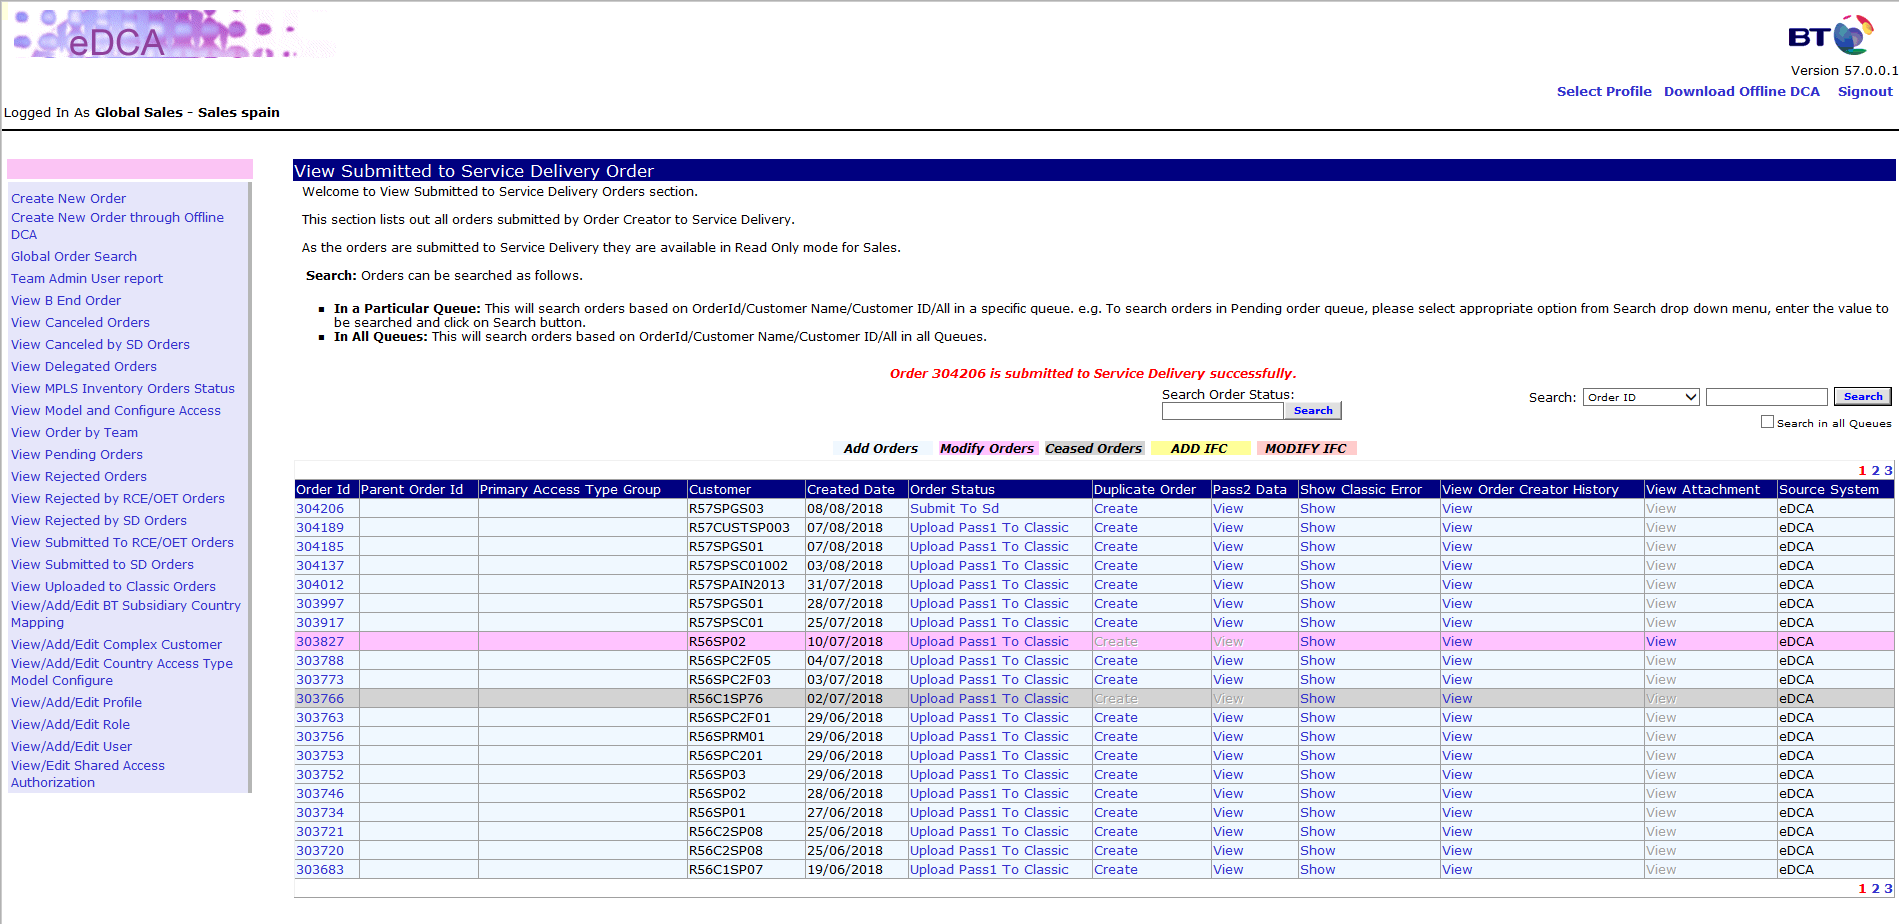 eDCA
BT
Version 57.0.0.1
Select Profile Download Offline DCA Signout
Logged In As Global Sales - Sales spain
Create New Order
Create New Order through Offline
DCA
Global Order Search
Team Admin User report
View B End Order
View Canceled Orders
View Canceled by SD Orders
View Delegated Orders
View MPLS Inventory Orders Status
View Model and Configure Access
View Order by Team
View Pending Orders
View Rejected Orders
View Rejected by RCE/OET Orders
View Rejected by SD Orders
View Submitted To RCE/OET Orders
View Submitted to SD Orders
View Uploaded to Classic Orders
View/Add/Edit BT Subsidiary Country
Mapping
View/Add/Edit Complex Customer
View/Add/Edit Country Access Type
Model Configure
View/Add/Edit Profile
View/Add/Edit Role
View/Add/Edit User
View/Edit Shared Access
Authorization
View Submitted to Service Delivery Order
Welcome to View Submitted to Service Delivery Orders section.
This section lists out all orders submitted by Order Creator to Service Delivery.
As the orders are submitted to Service Delivery they are available in Read Only mode for Sales.
Search: Orders can be searched as follows.
▪ In a Particular Queue: This will search orders based on OrderId/Customer Name/Customer ID/All in a specific queue. e.g. To search orders in Pending order queue, please select appropriate option from Search drop down menu, enter the value to
be searched and click on Search button.
▪ In All Queues: This will search orders based on OrderId/Customer Name/Customer ID/All in all Queues.
Order 304206 is submitted to Service Delivery successfully.
Search Order Status:
Search
Search: Order ID Search
Search in all Queues
Add Orders Modify Orders Ceased Orders ADD IFC MODIFY IFC
1 2 3
Order Id Parent Order Id Primary Access Type Group Customer Created Date Order Status Duplicate Order Pass2 Data Show Classic Error View Order Creator History View Attachment Source System
304206 R57SPGS03 08/08/2018 Submit To Sd Create View Show View View eDCA
304189 R57CUSTSP003 07/08/2018 Upload Pass1 To Classic Create View Show View View eDCA
304185 R57SPGS01 07/08/2018 Upload Pass1 To Classic Create View Show View View eDCA
304137 R57SPSC01002 03/08/2018 Upload Pass1 To Classic Create View Show View View eDCA
304012 R57SPAIN2013 31/07/2018 Upload Pass1 To Classic Create View Show View View eDCA
303997 R57SPGS01 28/07/2018 Upload Pass1 To Classic Create View Show View View eDCA
303917 R57SPSC01 25/07/2018 Upload Pass1 To Classic Create View Show View View eDCA
303827 R56SP02 10/07/2018 Upload Pass1 To Classic Create View Show View View eDCA
303788 R56SPC2F05 04/07/2018 Upload Pass1 To Classic Create View Show View View eDCA
303773 R56SPC2F03 03/07/2018 Upload Pass1 To Classic Create View Show View View eDCA
303766 R56C1SP76 02/07/2018 Upload Pass1 To Classic Create View Show View View eDCA
303763 R56SPC2F01 29/06/2018 Upload Pass1 To Classic Create View Show View View eDCA
303756 R56SPRM01 29/06/2018 Upload Pass1 To Classic Create View Show View View eDCA
303753 R56SPC201 29/06/2018 Upload Pass1 To Classic Create View Show View View eDCA
303752 R56SP03 29/06/2018 Upload Pass1 To Classic Create View Show View View eDCA
303746 R56SP02 28/06/2018 Upload Pass1 To Classic Create View Show View View eDCA
303734 R56SP01 27/06/2018 Upload Pass1 To Classic Create View Show View View eDCA
303721 R56C2SP08 25/06/2018 Upload Pass1 To Classic Create View Show View View eDCA
303720 R56C2SP08 25/06/2018 Upload Pass1 To Classic Create View Show View View eDCA
303683 R56C1SP07 19/06/2018 Upload Pass1 To Classic Create View Show View View eDCA
1 2 3